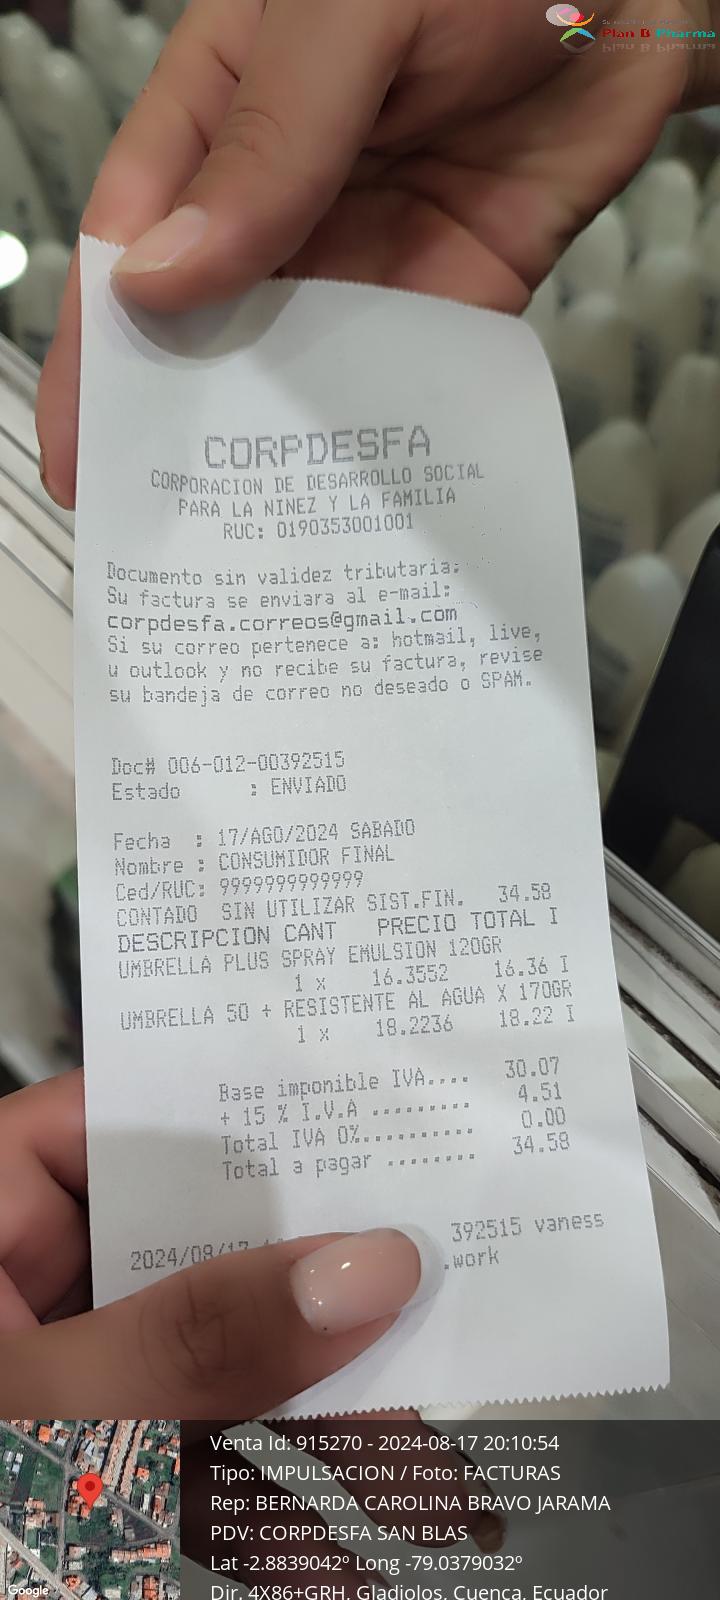 Plan B Pharma
CORPDESFA
CORPORACION DE DESARROLLO SOCIAL
PARA LA NINEZ Y LA FAMILIA
RUC: 0190353001001
Documento sin validez tributaria:
Su factura se enviara al e-mail:
corpdesfa.correos@gmail.com
Si su correo pertenece a: hotmail, live,
u outlook y no recibe su factura, revise
su bandeja de correo no deseado o SPAM.
Doc# 006-012-00392515
Estado : ENVIADO
Fecha : 17/AGO/2024 SABADO
Nombre : CONSUMIDOR FINAL
Ced/RUC: 9999999999999
CONTADO SIN UTILIZAR SIST.FIN. 34.58
DESCRIPCION CANT PRECIO TOTAL I
UMBRELLA PLUS SPRAY EMULSION 120GR
1 x 16.3552 16.36 I
UMBRELLA 50 + RESISTENTE AL AGUA X 170GR
1 x 18.2236 18.22 I
Base imponible IVA.... 30.07
+ 15 % I.V.A ......... 4.51
Total IVA 0%.......... 0.00
Total a pagar ........ 34.58
2024/08/17 392515 vaness
.work
Google
Venta Id: 915270 - 2024-08-17 20:10:54
Tipo: IMPULSACION / Foto: FACTURAS
Rep: BERNARDA CAROLINA BRAVO JARAMA
PDV: CORPDESFA SAN BLAS
Lat -2.8839042º Long -79.0379032º
Dir. 4X86+GRH, Gladiolos, Cuenca, Ecuador